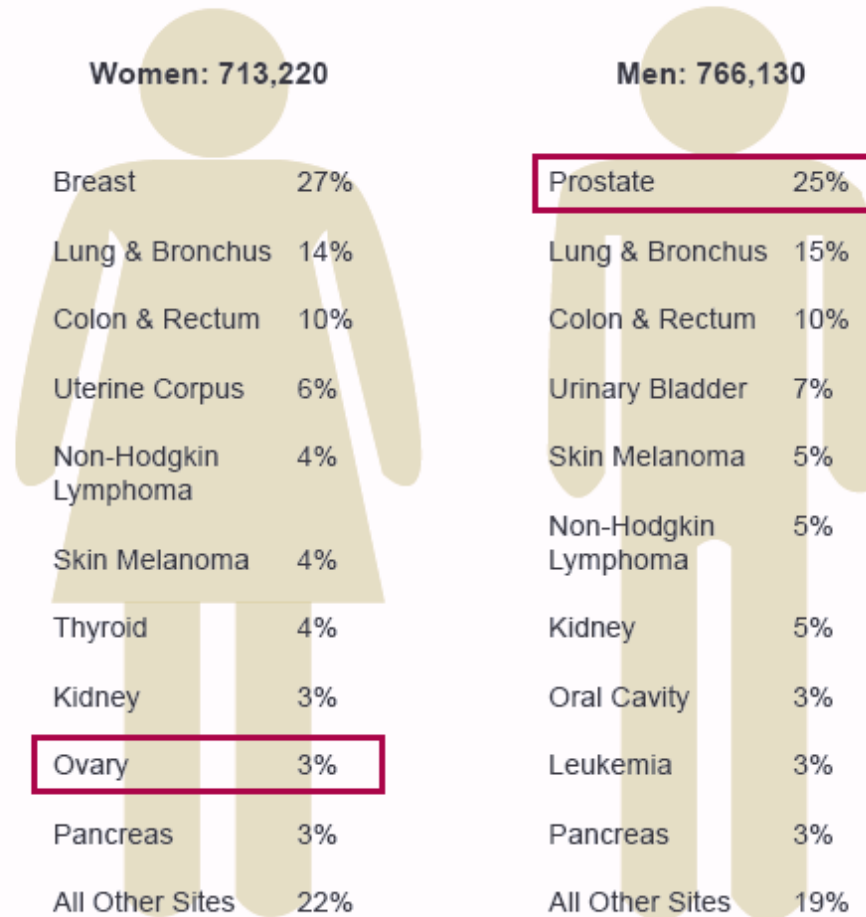 Women: 713,220
Breast 27%
Lung & Bronchus 14%
Colon & Rectum 10%
Uterine Corpus 6%
Non-Hodgkin 4%
Lymphoma
Skin Melanoma 4%
Thyroid 4%
Kidney 3%
Ovary 3%
Pancreas 3%
All Other Sites 22%
Men: 766,130
Prostate 25%
Lung & Bronchus 15%
Colon & Rectum 10%
Urinary Bladder 7%
Skin Melanoma 5%
Non-Hodgkin 5%
Lymphoma
Kidney 5%
Oral Cavity 3%
Leukemia 3%
Pancreas 3%
All Other Sites 19%